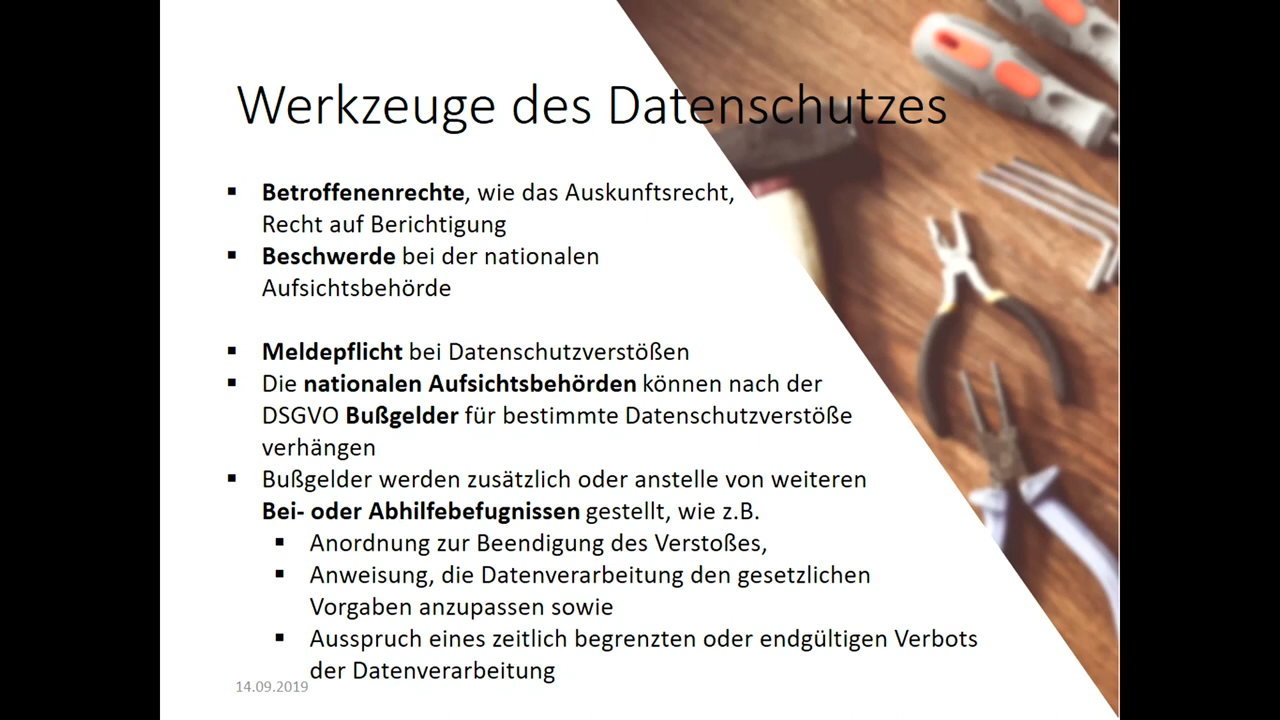 Werkzeuge des Datenschutzes
▪ Betroffenenrechte, wie das Auskunftsrecht,
Recht auf Berichtigung
▪ Beschwerde bei der nationalen
Aufsichtsbehörde
▪ Meldepflicht bei Datenschutzverstößen
▪ Die nationalen Aufsichtsbehörden können nach der
DSGVO Bußgelder für bestimmte Datenschutzverstöße
verhängen
▪ Bußgelder werden zusätzlich oder anstelle von weiteren
Bei- oder Abhilfebefugnissen gestellt, wie z.B.
▪ Anordnung zur Beendigung des Verstoßes,
▪ Anweisung, die Datenverarbeitung den gesetzlichen
Vorgaben anzupassen sowie
▪ Ausspruch eines zeitlich begrenzten oder endgültigen Verbots
der Datenverarbeitung
14.09.2019